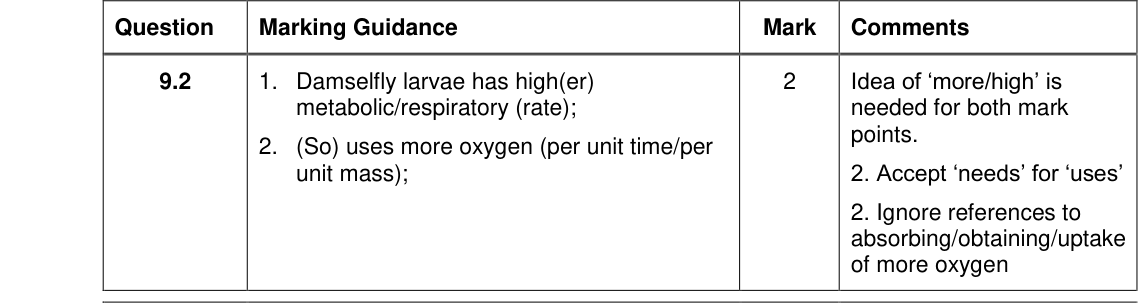 Question Marking Guidance Mark Comments
9.2 1. Damselfly larvae has high(er) 2 Idea of ‘more/high’ is
metabolic/respiratory (rate); needed for both mark
points.
2. (So) uses more oxygen (per unit time/per
unit mass);
2. Accept ‘needs’ for ‘uses’
2. Ignore references to
absorbing/obtaining/uptake
of more oxygen